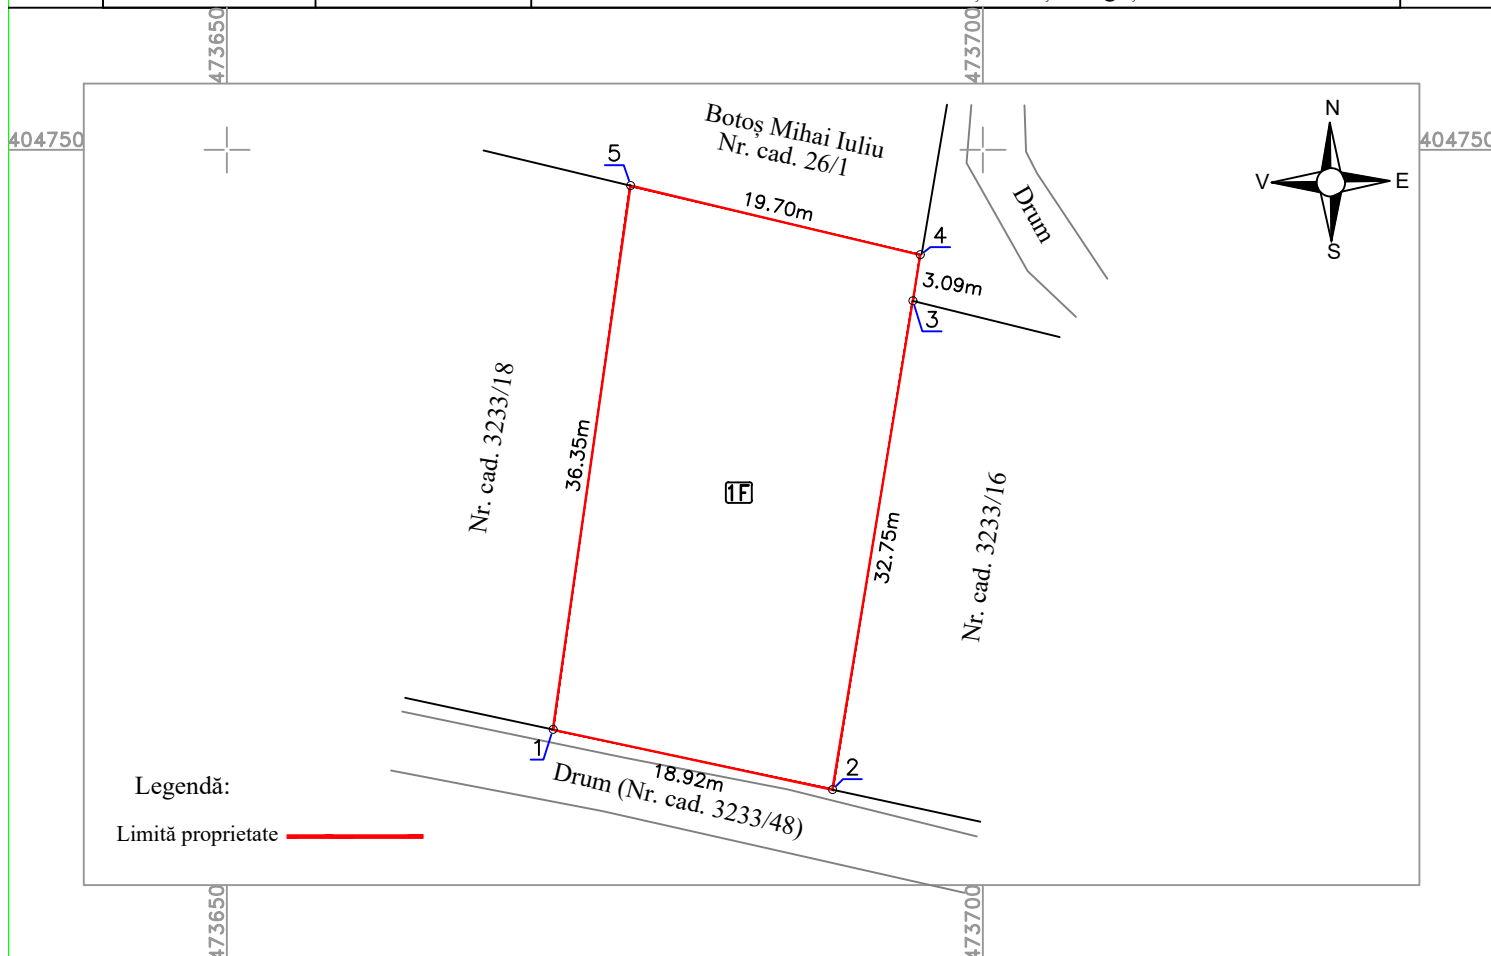 473650
473700
404750
404750
Botoș Mihai Iuliu
Nr. cad. 26/1
N
V
E
S
Drum
5
19.70m
4
3.09m
3
Nr. cad. 3233/18
36.35m
1F
32.75m
Nr. cad. 3233/16
1
2
18.92m
Drum (Nr. cad. 3233/48)
Legendă:
Limită proprietate
473650
473700